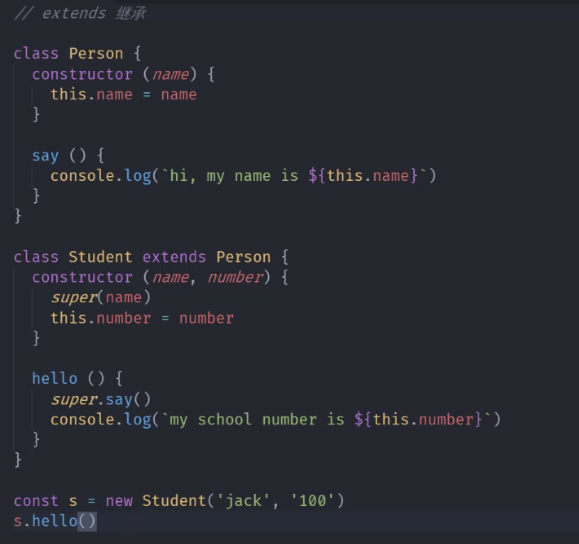 // extends 继承
class Person {
constructor (name) {
this.name = name
}
say () {
console.log(`hi, my name is ${this.name}`)
}
}
class Student extends Person {
constructor (name, number) {
super(name)
this.number = number
}
hello () {
super.say()
console.log(`my school number is ${this.number}`)
}
}
const s = new Student('jack', '100')
s.hello()